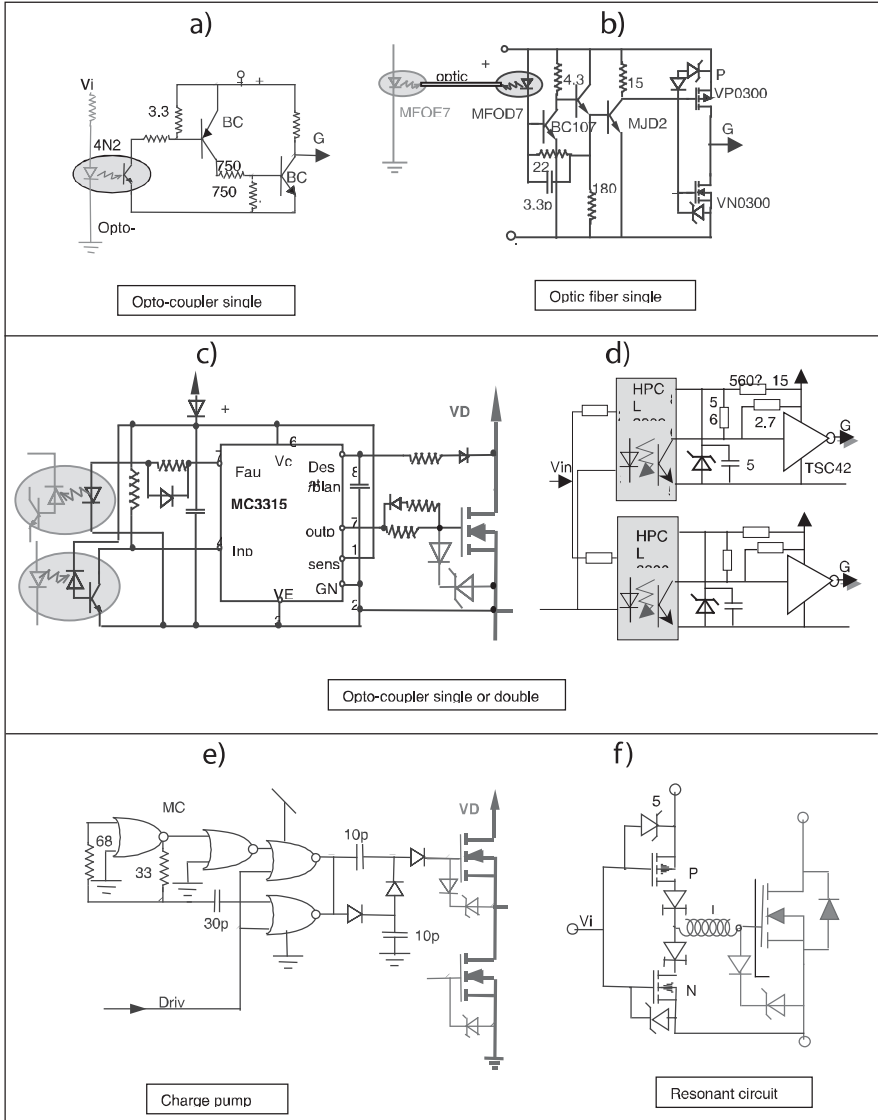 a)
Vi
3.3
+
BC
G
4N2
750
750
BC
Opto-
Opto-coupler single
b)
optic
+
MFOE7
MFOD7
4.3
15
P
VP0300
BC107
MJD2
G
22
3.3p
180
VN0300
Optic fiber single
c)
+
VD
6
Vc
Fau
Des
MC3315
8
outp
7
Inp
sens
1
GN
VE
2
Opto-coupler single or double
d)
HPC
L
560? 15
5
6
2.7
G
Vin
5
TSC42
HPC
L
G
e)
MC
VD
68
33
10p
30p
10p
Driv
Charge pump
f)
5
P
Vi
l
N
Resonant circuit